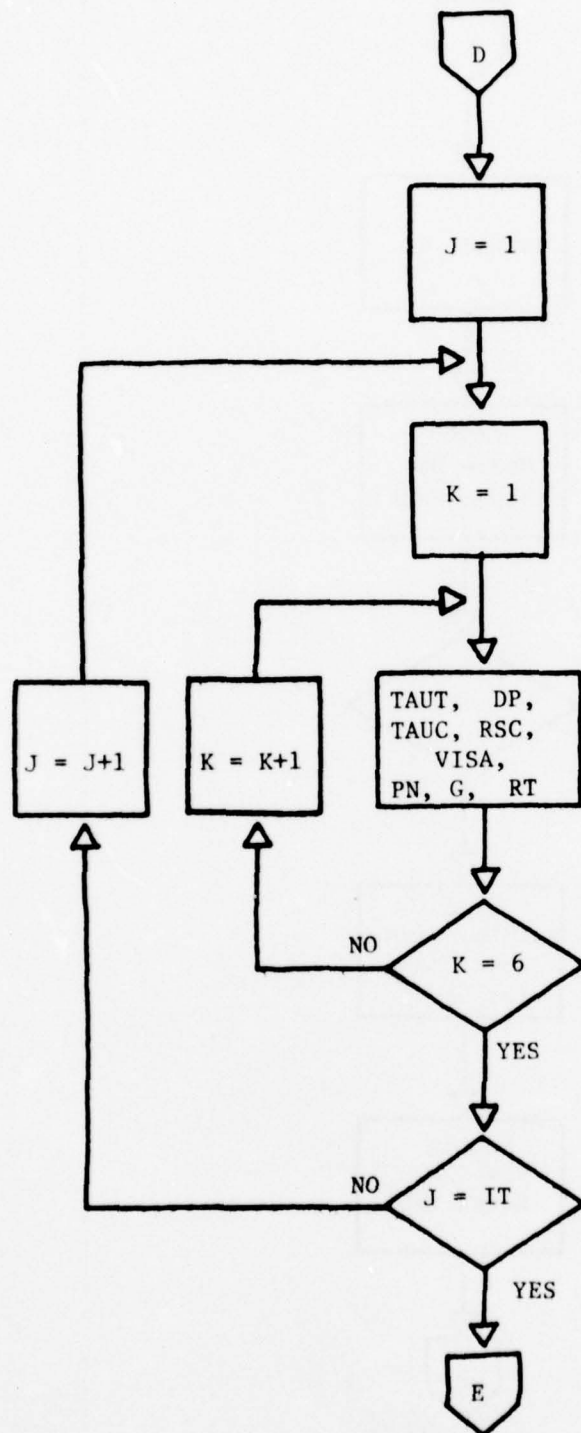 D
J = 1
K = 1
J = J+1
K = K+1
TAUT, DP,
TAUC, RSC,
VISA,
PN, G, RT
NO
K = 6
YES
NO
J = IT
YES
E